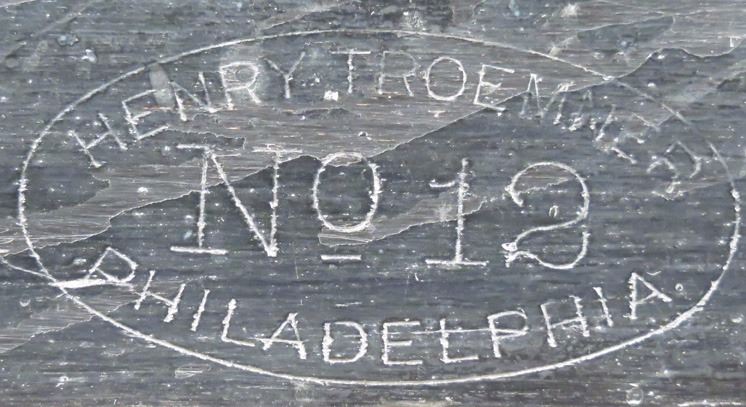 HENRY TROEMNER
No 12
PHILADELPHIA.